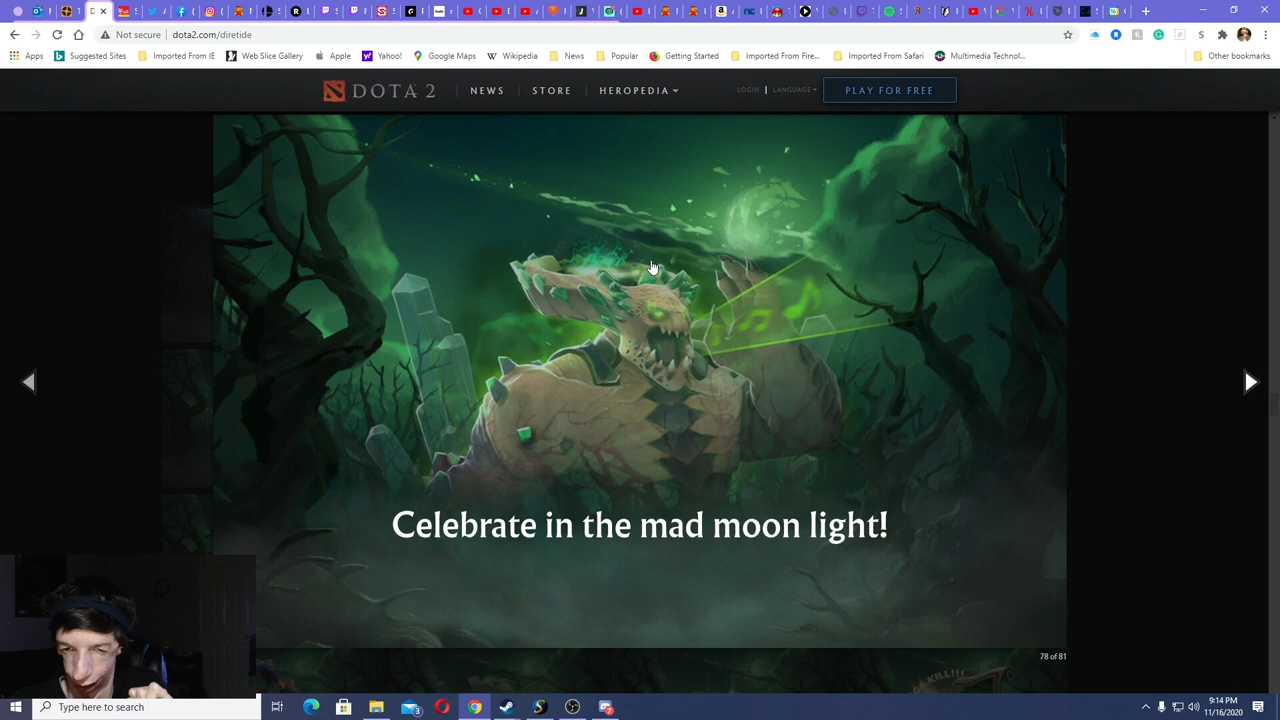 Not secure | dota2.com/diretide
Apps Suggested Sites Imported From IE Web Slice Gallery Apple Yahoo! Google Maps Wikipedia News Popular Getting Started Imported From Fire... Imported From Safari Multimedia Technol... Other bookmarks
DOTA 2 NEWS STORE HEROPEDIA LOGIN | LANGUAGE PLAY FOR FREE
Celebrate in the mad moon light!
78 of 81
KILL!!!
Type here to search
9:14 PM
11/16/2020